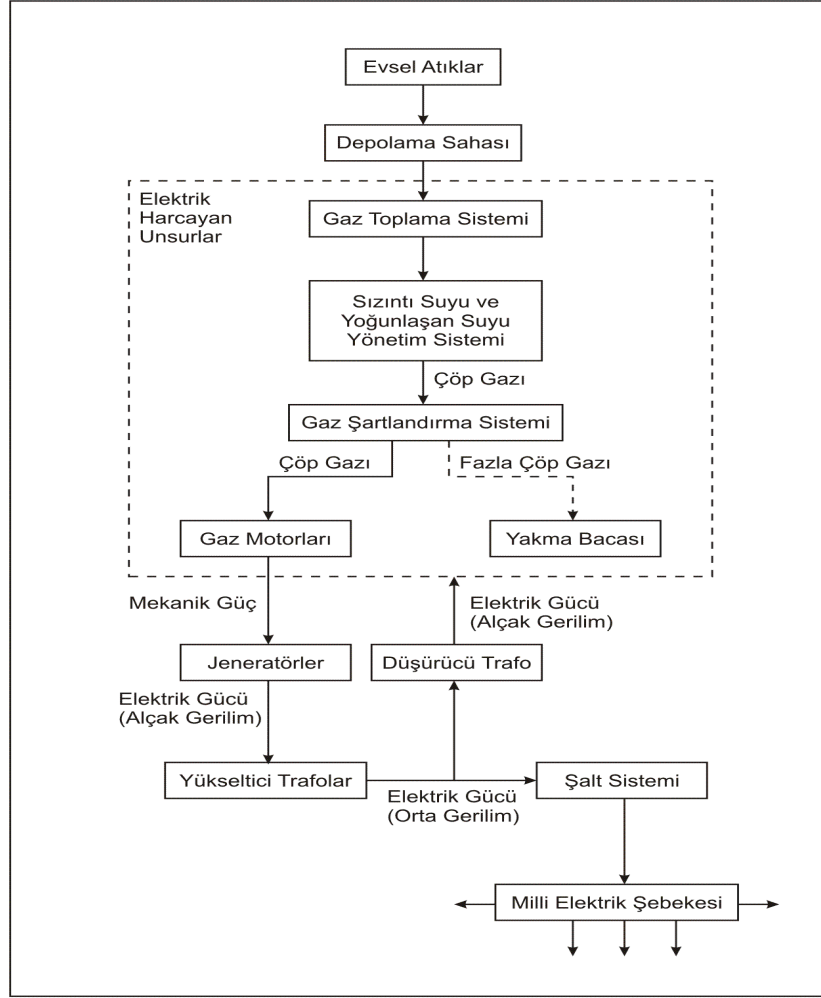 Evsel Atıklar
Depolama Sahası
Elektrik
Harcayan
Unsurlar
Gaz Toplama Sistemi
Sızıntı Suyu ve
Yoğunlaşan Suyu
Yönetim Sistemi
Çöp Gazı
Gaz Şartlandırma Sistemi
Çöp Gazı
Fazla Çöp Gazı
Gaz Motorları
Yakma Bacası
Mekanik Güç
Elektrik Gücü
(Alçak Gerilim)
Jeneratörler
Düşürücü Trafo
Elektrik Gücü
(Alçak Gerilim)
Yükseltici Trafolar
Elektrik Gücü
(Orta Gerilim)
Şalt Sistemi
Milli Elektrik Şebekesi